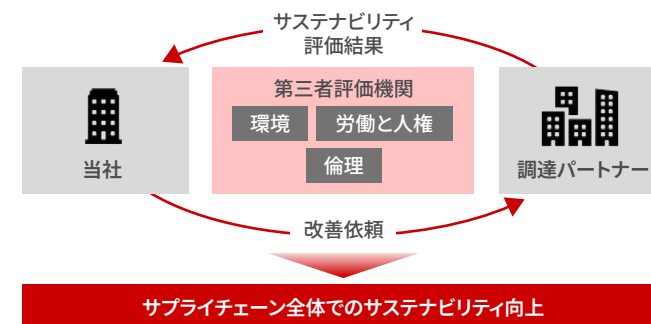 サステナビリティ
評価結果
第三者評価機関
環境
労働と人権
倫理
当社
調達パートナー
改善依頼
サプライチェーン全体でのサステナビリティ向上